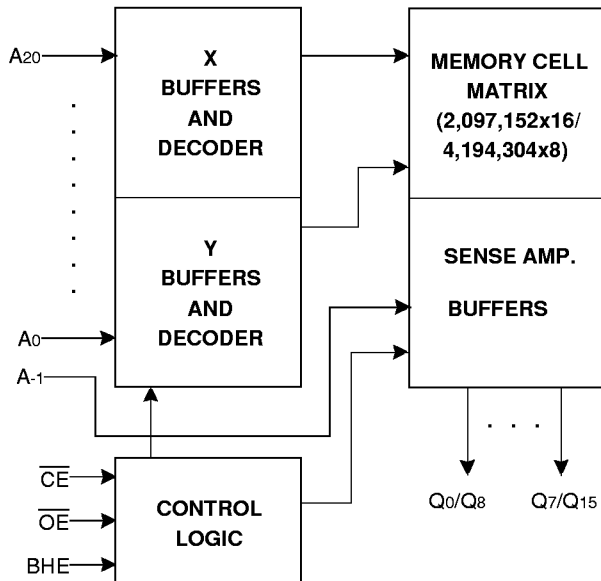 A20
X
BUFFERS
AND
DECODER
MEMORY CELL
MATRIX
(2,097,152x16/
4,194,304x8)
Y
BUFFERS
AND
DECODER
SENSE AMP.
BUFFERS
A0
A-1
CE
OE
BHE
CONTROL
LOGIC
Q0/Q8
Q7/Q15